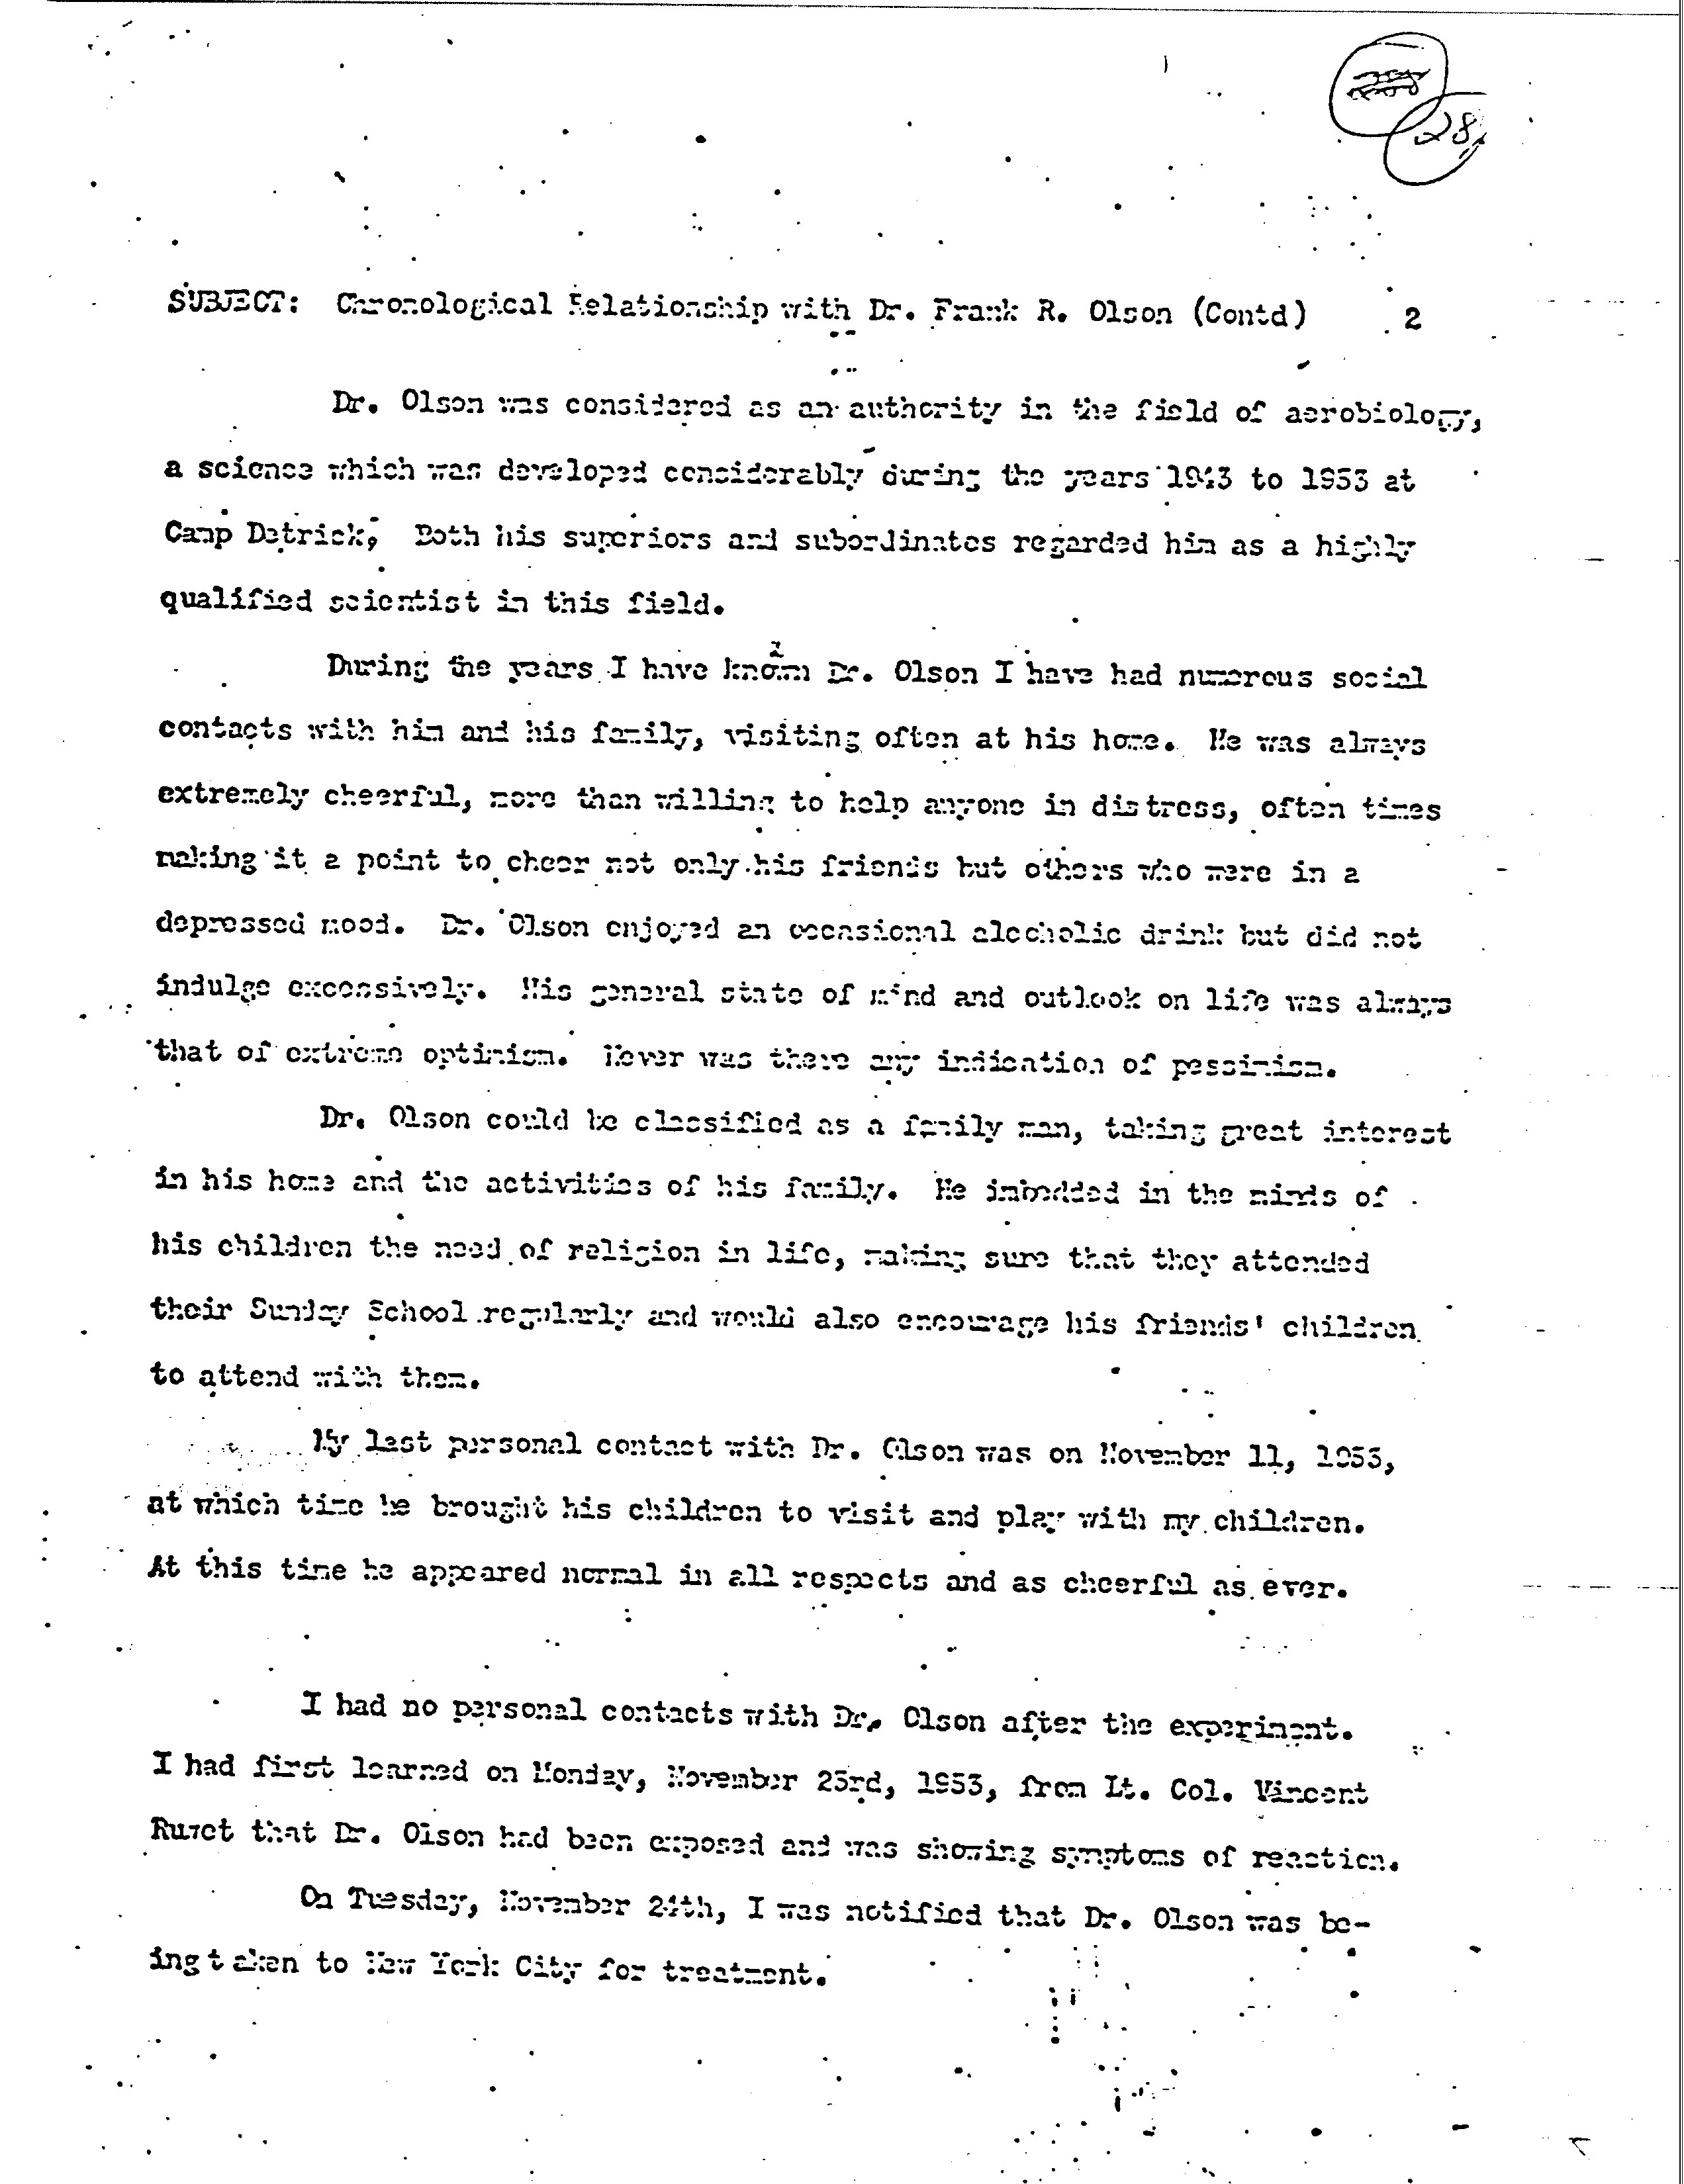 28
SUBJECT: Chronological Relationship with Dr. Frank R. Olson (Contd) 2
Dr. Olson was considered as an authority in the field of aerobiology,
a science which was developed considerably during the years 1943 to 1953 at
Camp Detrick. Both his superiors and subordinates regarded him as a highly
qualified scientist in this field.
During the years I have known Dr. Olson I have had numerous social
contacts with him and his family, visiting often at his home. He was always
extremely cheerful, more than willing to help anyone in distress, often times
making it a point to cheer not only his friends but others who were in a
depressed mood. Dr. Olson enjoyed an occasional alcoholic drink but did not
indulge excessively. His general state of mind and outlook on life was always
that of extreme optimism. Never was there any indication of pessimism.
Dr. Olson could be classified as a family man, taking great interest
in his home and the activities of his family. He imbedded in the minds of
his children the need of religion in life, making sure that they attended
their Sunday School regularly and would also encourage his friends' children
to attend with them.
My last personal contact with Dr. Olson was on November 11, 1953,
at which time he brought his children to visit and play with my children.
At this time he appeared normal in all respects and as cheerful as ever.
I had no personal contacts with Dr. Olson after the experiment.
I had first learned on Monday, November 23rd, 1953, from Lt. Col. Vincent
Ruwet that Dr. Olson had been exposed and was showing symptoms of reaction.
On Tuesday, November 24th, I was notified that Dr. Olson was be-
ing taken to New York City for treatment.